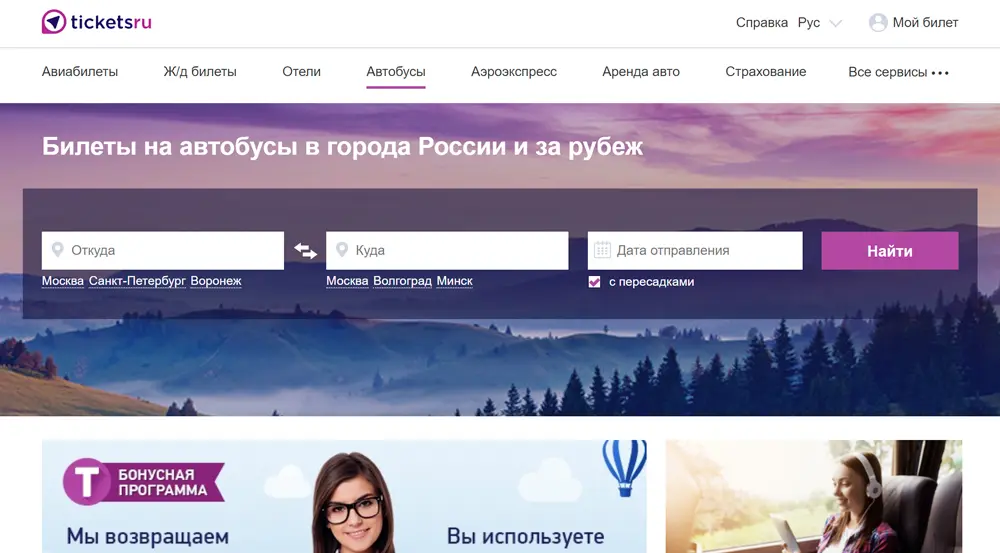 ticketsru
Справка Рус Мой билет
Авиабилеты Ж/д билеты Отели Автобусы Аэроэкспресс Аренда авто Страхование Все сервисы •••
Билеты на автобусы в города России и за рубеж
Откуда Куда Дата отправления Найти
Москва Санкт-Петербург Воронеж Москва Волгоград Минск с пересадками
T БОНУСНАЯ
ПРОГРАММА
Мы возвращаем Вы используете